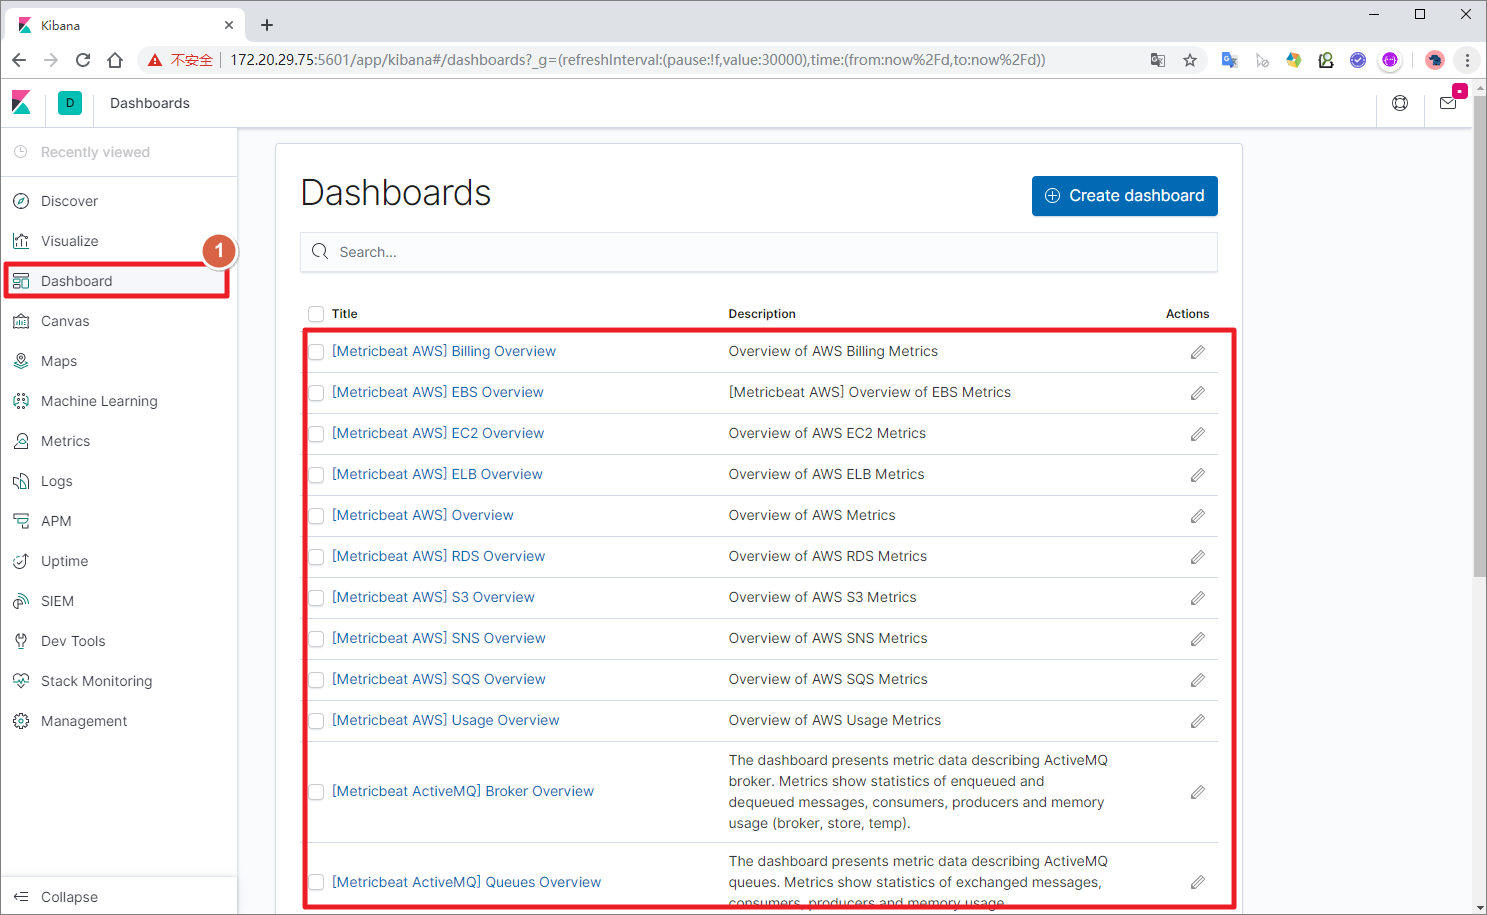 Kibana
不安全
172.20.29.75:5601/app/kibana#/dashboards?_g=(refreshInterval:(pause:!f,value:30000),time:(from:now%2Fd,to:now%2Fd))
D
Dashboards
Recently viewed
Discover
Visualize
1
Dashboard
Canvas
Maps
Machine Learning
Metrics
Logs
APM
Uptime
SIEM
Dev Tools
Stack Monitoring
Management
Collapse
Dashboards
Create dashboard
Search...
Title Description Actions
[Metricbeat AWS] Billing Overview Overview of AWS Billing Metrics
[Metricbeat AWS] EBS Overview [Metricbeat AWS] Overview of EBS Metrics
[Metricbeat AWS] EC2 Overview Overview of AWS EC2 Metrics
[Metricbeat AWS] ELB Overview Overview of AWS ELB Metrics
[Metricbeat AWS] Overview Overview of AWS Metrics
[Metricbeat AWS] RDS Overview Overview of AWS RDS Metrics
[Metricbeat AWS] S3 Overview Overview of AWS S3 Metrics
[Metricbeat AWS] SNS Overview Overview of AWS SNS Metrics
[Metricbeat AWS] SQS Overview Overview of AWS SQS Metrics
[Metricbeat AWS] Usage Overview Overview of AWS Usage Metrics
[Metricbeat ActiveMQ] Broker Overview
The dashboard presents metric data describing ActiveMQ
broker. Metrics show statistics of enqueued and
dequeued messages, consumers, producers and memory
usage (broker, store, temp).
[Metricbeat ActiveMQ] Queues Overview
The dashboard presents metric data describing ActiveMQ
queues. Metrics show statistics of exchanged messages,
consumers, producers and memory usage.